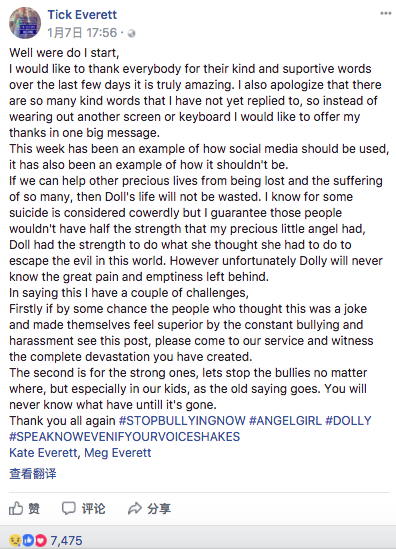 Tick Everett
1月7日 17:56 ·
Well were do I start,
I would like to thank everybody for their kind and suportive words
over the last few days it is truly amazing. I also apologize that there
are so many kind words that I have not yet replied to, so instead of
wearing out another screen or keyboard I would like to offer my
thanks in one big message.
This week has been an example of how social media should be used,
it has also been an example of how it shouldn't be.
If we can help other precious lives from being lost and the suffering
of so many, then Doll's life will not be wasted. I know for some
suicide is considered cowerdly but I guarantee those people
wouldn't have half the strength that my precious little angel had,
Doll had the strength to do what she thought she had to do to
escape the evil in this world. However unfortunately Dolly will never
know the great pain and emptiness left behind.
In saying this I have a couple of challenges,
Firstly if by some chance the people who thought this was a joke
and made themselves feel superior by the constant bullying and
harassment see this post, please come to our service and witness
the complete devastation you have created.
The second is for the strong ones, lets stop the bullies no matter
where, but especially in our kids, as the old saying goes. You will
never know what have untill it's gone.
Thank you all again #STOPBULLYINGNOW #ANGELGIRL #DOLLY
#SPEAKNOWEVENIFYOURVOICESHAKES
Kate Everett, Meg Everett
查看翻译
赞 评论 分享
7,475